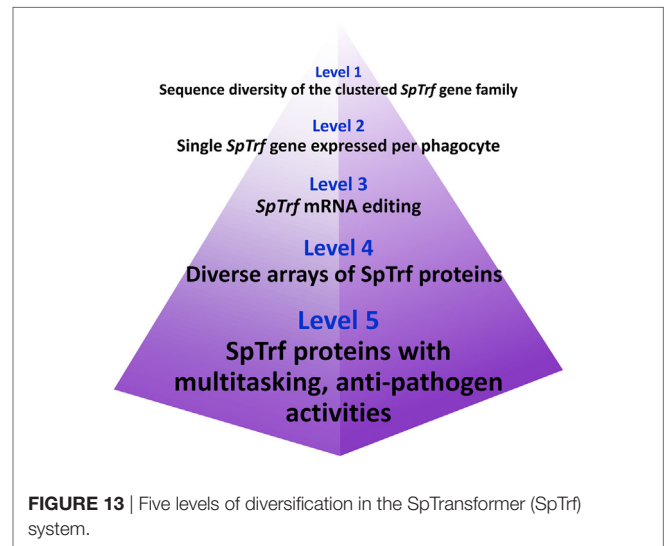 Level 1
Sequence diversity of the clustered SpTrf gene family
Level 2
Single SpTrf gene expressed per phagocyte
Level 3
SpTrf mRNA editing
Level 4
Diverse arrays of SpTrf proteins
Level 5
SpTrf proteins with
multitasking, anti-pathogen
activities
FIGURE 13 | Five levels of diversification in the SpTransformer (SpTrf)
system.